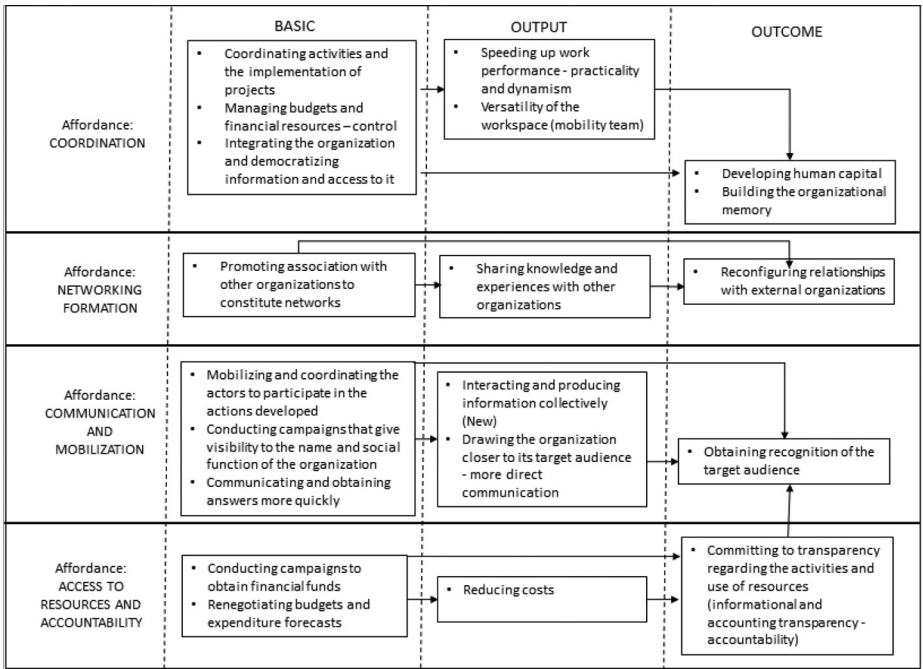 BASIC
OUTPUT
OUTCOME
Affordance:
COORDINATION
• Coordinating activities and
the implementation of
projects
• Managing budgets and
financial resources – control
• Integrating the organization
and democratizing
information and access to it
• Speeding up work
performance - practicality
and dynamism
• Versatility of the
workspace (mobility team)
• Developing human capital
• Building the organizational
memory
Affordance:
NETWORKING
FORMATION
• Promoting association with
other organizations to
constitute networks
• Sharing knowledge and
experiences with other
organizations
• Reconfiguring relationships
with external organizations
Affordance:
COMMUNICATION
AND
MOBILIZATION
• Mobilizing and coordinating the
actors to participate in the
actions developed
• Conducting campaigns that give
visibility to the name and social
function of the organization
• Communicating and obtaining
answers more quickly
• Interacting and producing
information collectively
(New)
• Drawing the organization
closer to its target audience
- more direct
communication
• Obtaining recognition of the
target audience
Affordance:
ACCESS TO
RESOURCES AND
ACCOUNTABILITY
• Conducting campaigns to
obtain financial funds
• Renegotiating budgets and
expenditure forecasts
• Reducing costs
• Committing to transparency
regarding the activities and
use of resources
(informational and
accounting transparency -
accountability)